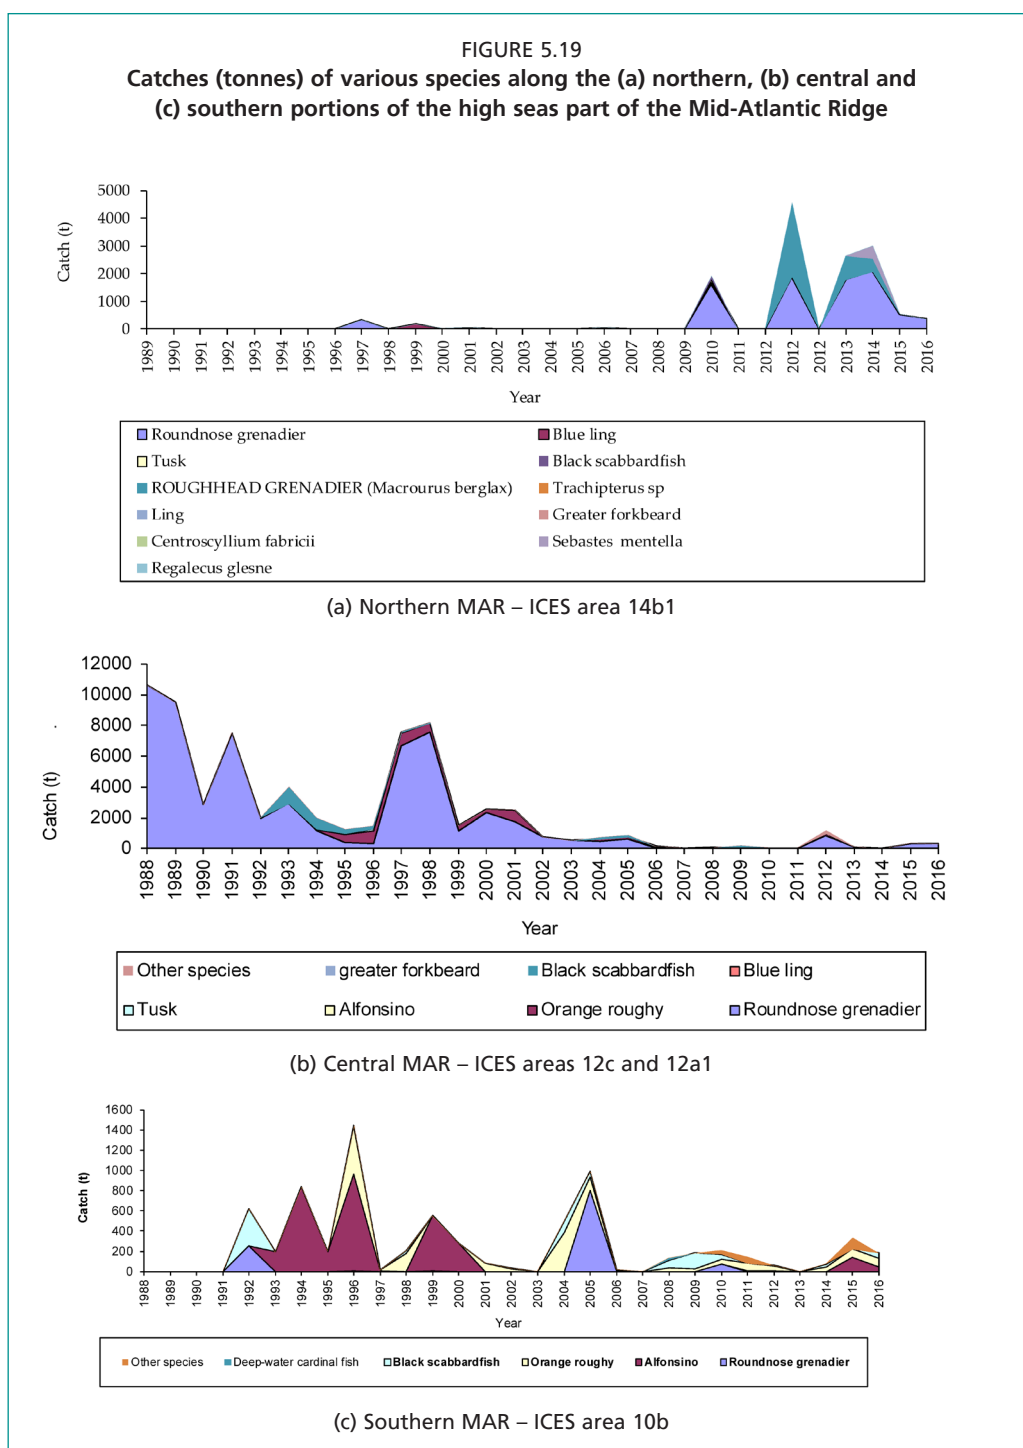 FIGURE 5.19
Catches (tonnes) of various species along the (a) northern, (b) central and
(c) southern portions of the high seas part of the Mid-Atlantic Ridge
5000
4000
3000
2000
1000
0
Catch (t)
1989 1990 1991 1992 1993 1994 1995 1996 1997 1998 1999 2000 2001 2002 2003 2005 2006 2007 2008 2009 2010 2011 2012 2012 2012 2013 2014 2015 2016
Year
Roundnose grenadier Blue ling
Tusk Black scabbardfish
ROUGHHEAD GRENADIER (Macrourus berglax) Trachipterus sp
Ling Greater forkbeard
Centroscyllium fabricii Sebastes mentella
Regalecus glesne
(a) Northern MAR – ICES area 14b1
12000
10000
8000
6000
4000
2000
0
Catch (t)
1988 1989 1990 1991 1992 1993 1994 1995 1996 1997 1998 1999 2000 2001 2002 2003 2004 2005 2006 2007 2008 2009 2010 2011 2012 2013 2014 2015 2016
Year
Other species greater forkbeard Black scabbardfish Blue ling
Tusk Alfonsino Orange roughy Roundnose grenadier
(b) Central MAR – ICES areas 12c and 12a1
1600
1400
1200
1000
800
600
400
200
0
Catch (t)
1988 1989 1990 1991 1992 1993 1994 1995 1996 1997 1998 1999 2000 2001 2002 2003 2004 2005 2006 2007 2008 2009 2010 2011 2012 2013 2014 2015 2016
Year
Other species Deep-water cardinal fish Black scabbardfish Orange roughy Alfonsino Roundnose grenadier
(c) Southern MAR – ICES area 10b